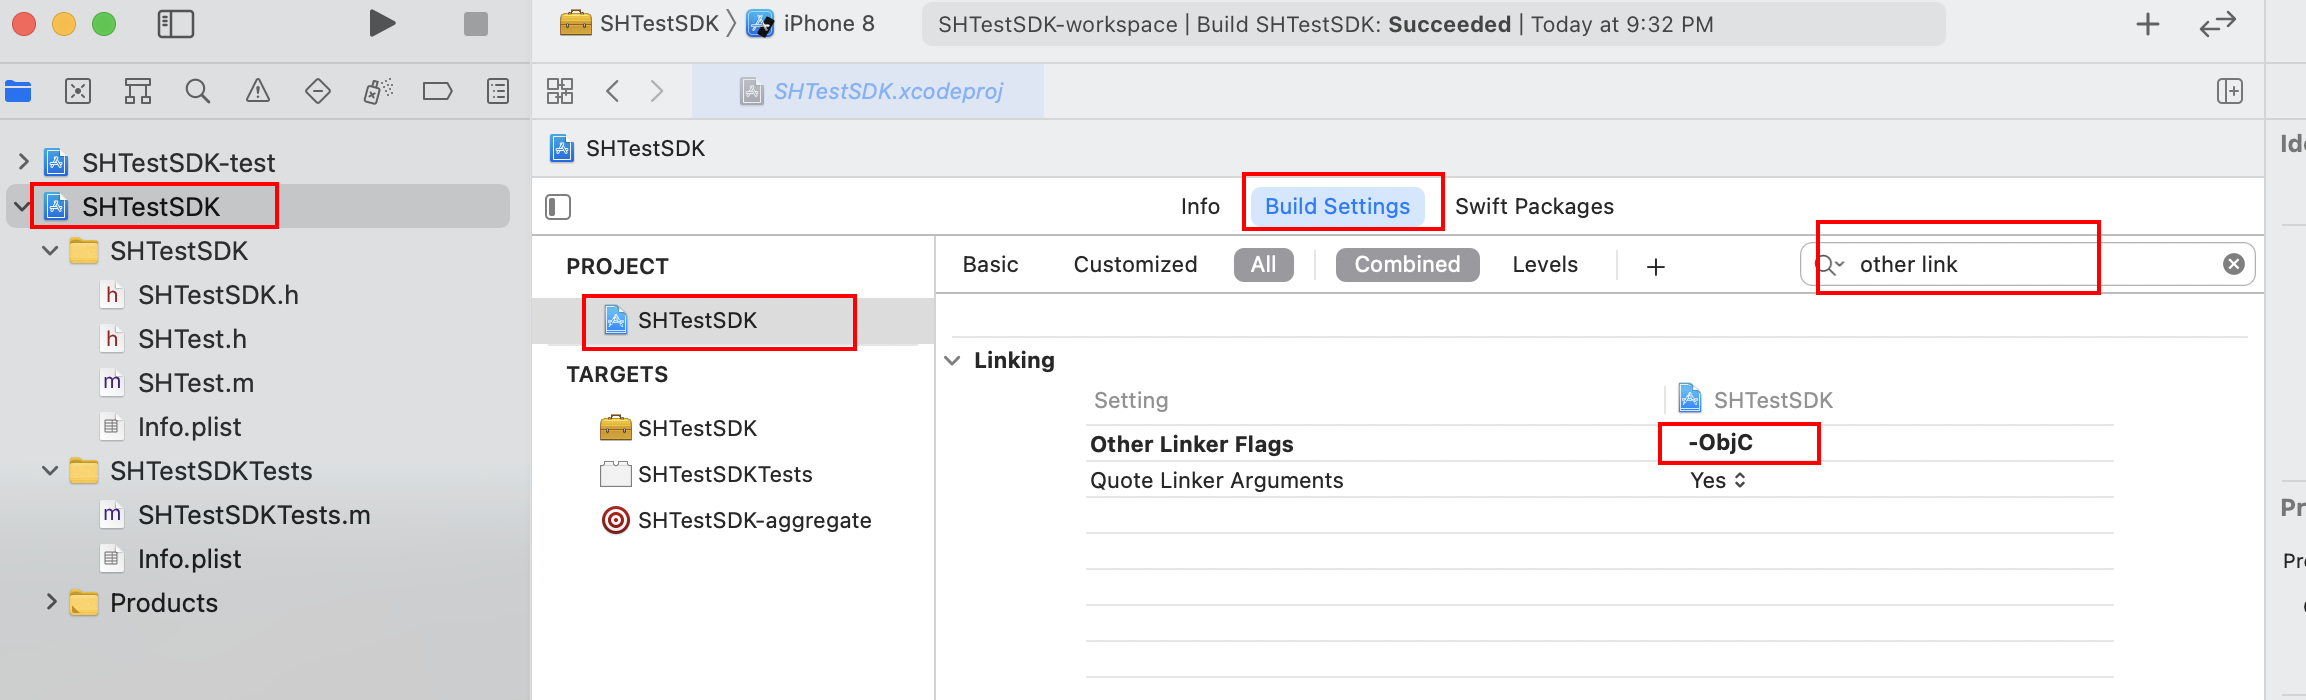 SHTestSDK 〉 iPhone 8
SHTestSDK-workspace | Build SHTestSDK: Succeeded | Today at 9:32 PM
SHTestSDK.xcodeproj
SHTestSDK-test
SHTestSDK
SHTestSDK
SHTestSDK.h
SHTest.h
SHTest.m
Info.plist
SHTestSDKTests
SHTestSDKTests.m
Info.plist
Products
SHTestSDK
Info Build Settings Swift Packages
PROJECT
SHTestSDK
TARGETS
SHTestSDK
SHTestSDKTests
SHTestSDK-aggregate
Basic Customized All Combined Levels +
other link
Linking
Setting SHTestSDK
Other Linker Flags -ObjC
Quote Linker Arguments Yes